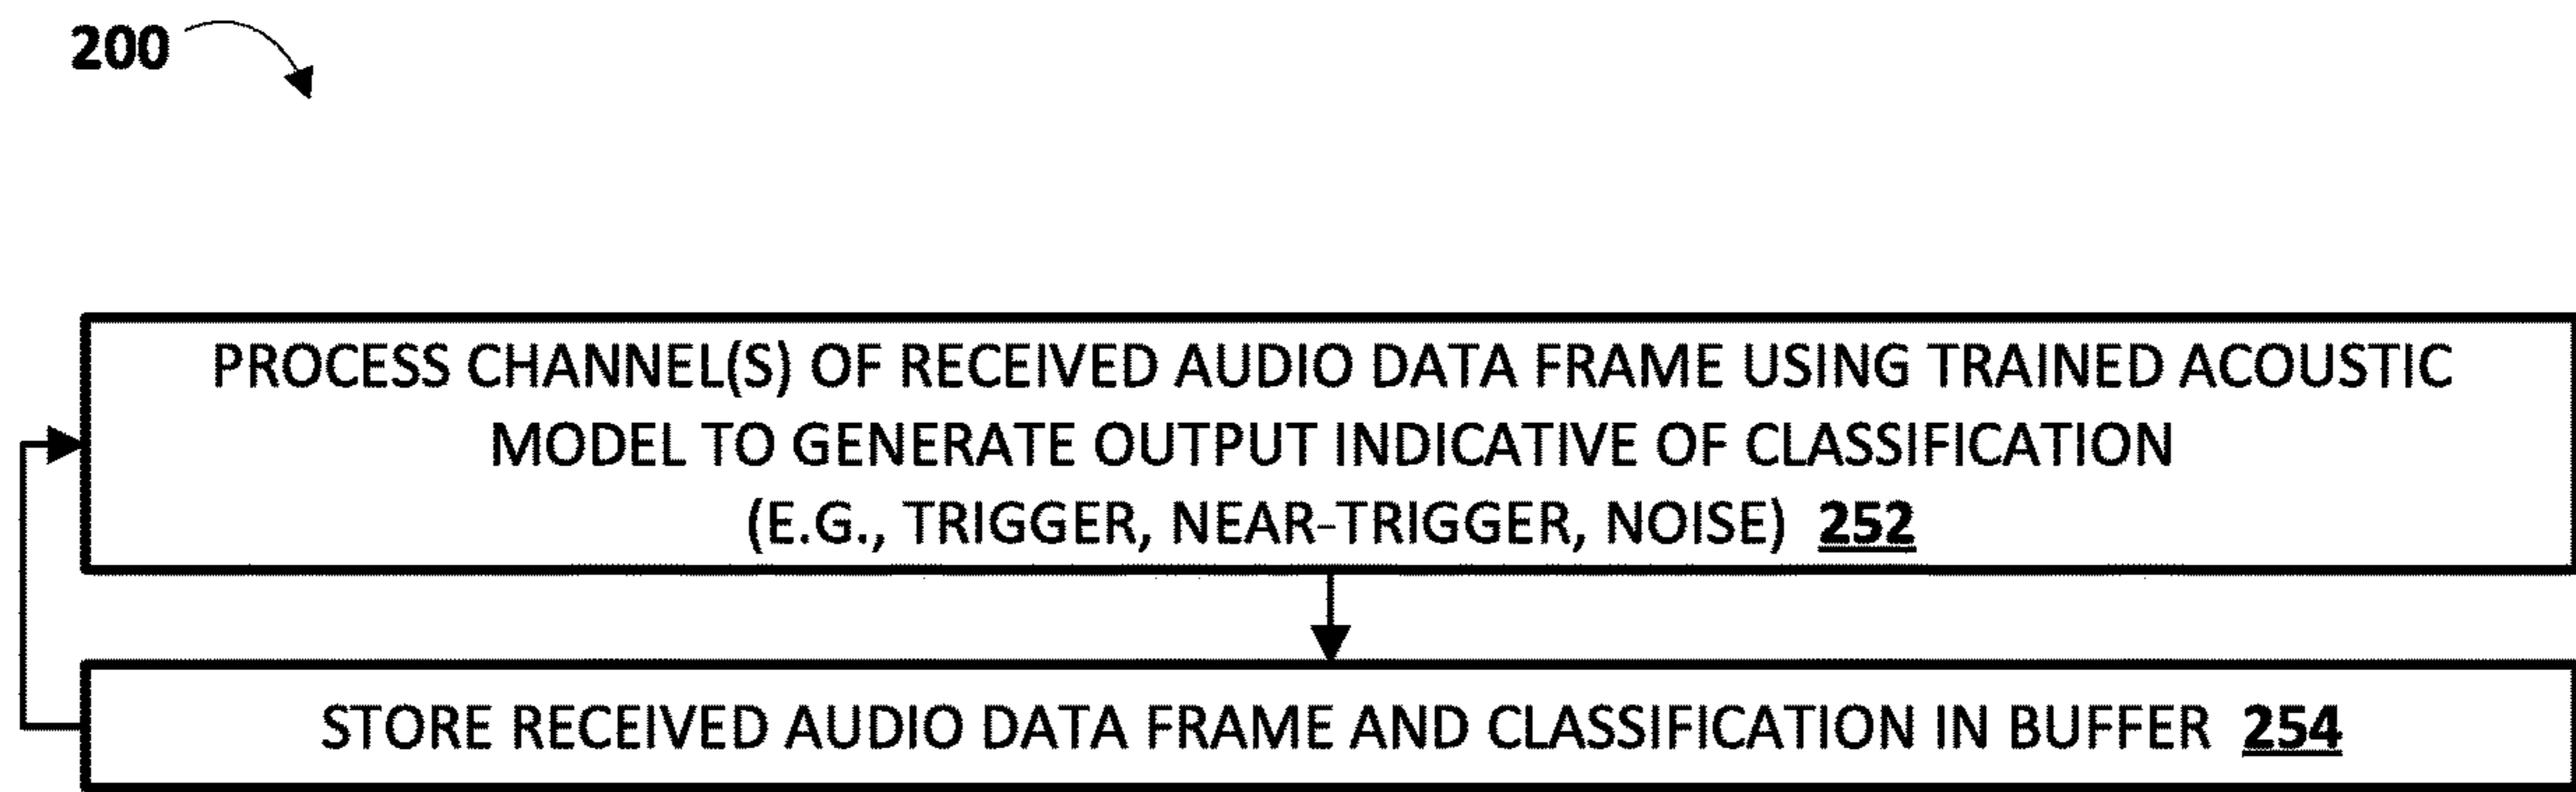 200
PROCESS CHANNEL(S) OF RECEIVED AUDIO DATA FRAME USING TRAINED ACOUSTIC
MODEL TO GENERATE OUTPUT INDICATIVE OF CLASSIFICATION
(E.G., TRIGGER, NEAR-TRIGGER, NOISE) 252
STORE RECEIVED AUDIO DATA FRAME AND CLASSIFICATION IN BUFFER 254